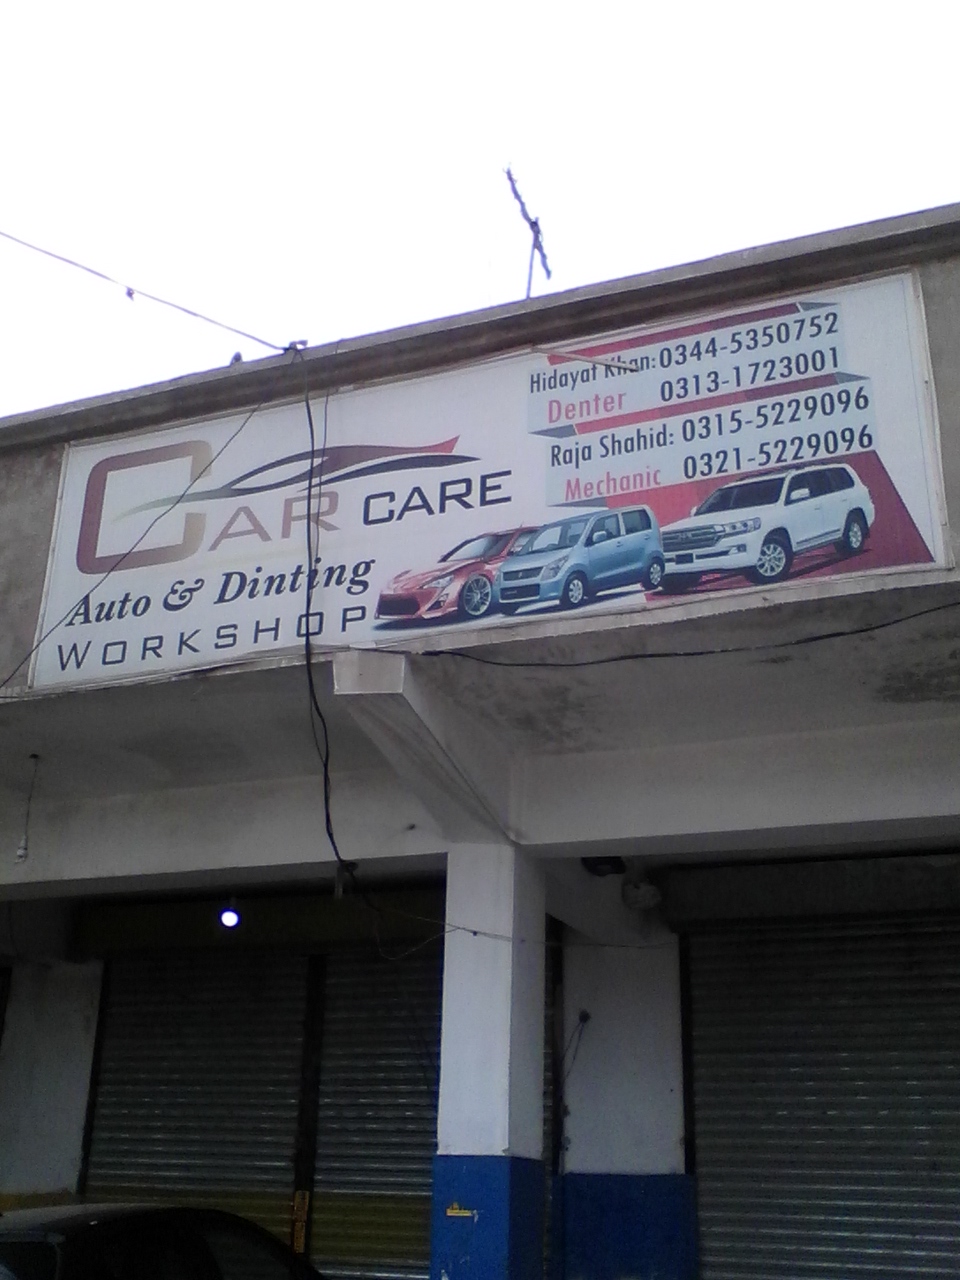 CAR CARE
Auto & Dinting
WORKSHOP
Hidayat Khan: 0344-5350752
Denter 0313-1723001
Raja Shahid: 0315-5229096
Mechanic 0321-5229096